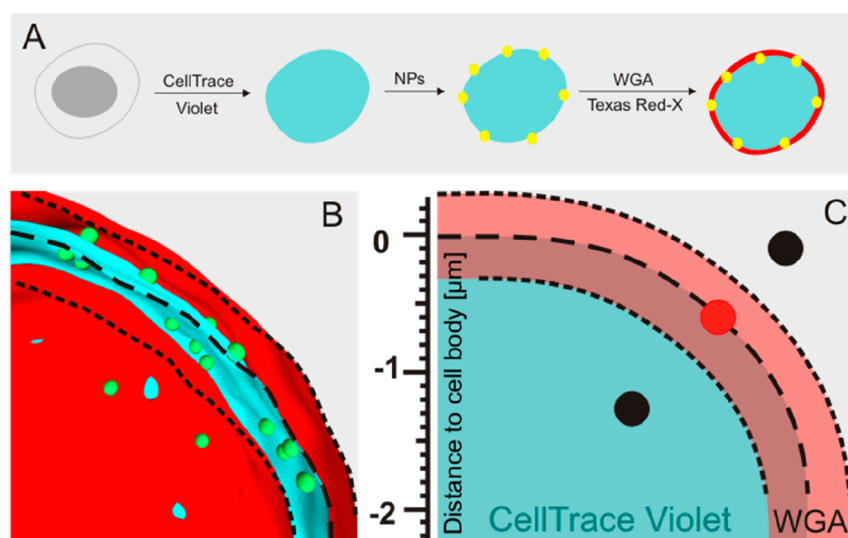 A
CellTrace
Violet
NPs
WGA
Texas Red-X
B
C
0
-1
-2
Distance to cell body [µm]
CellTrace Violet
WGA